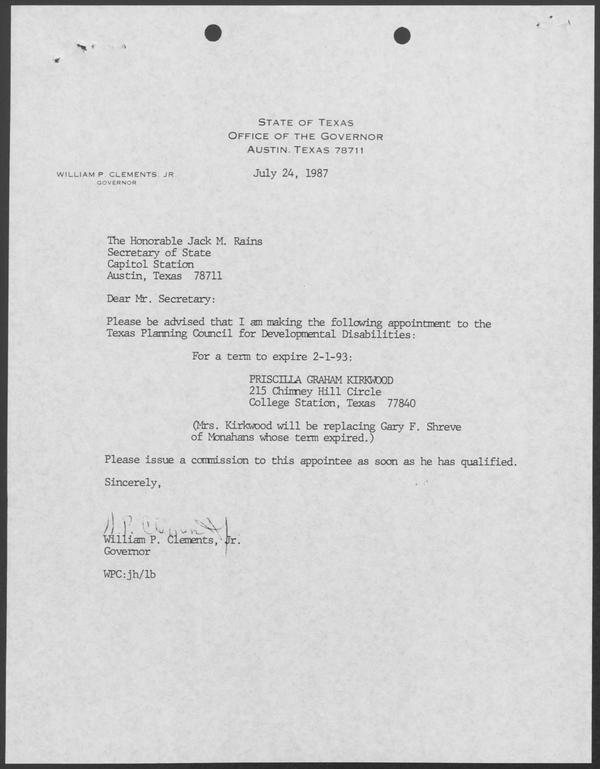 STATE OF TEXAS
OFFICE OF THE GOVERNOR
AUSTIN, TEXAS 78711
WILLIAM P. CLEMENTS, JR.
GOVERNOR
July 24, 1987
The Honorable Jack M. Rains
Secretary of State
Capitol Station
Austin, Texas 78711
Dear Mr. Secretary:
Please be advised that I am making the following appointment to the
Texas Planning Council for Developmental Disabilities:
For a term to expire 2-1-93:
PRISCILLA GRAHAM KIRKWOOD
215 Chimney Hill Circle
College Station, Texas 77840
(Mrs. Kirkwood will be replacing Gary F. Shreve
of Monahans whose term expired.)
Please issue a commission to this appointee as soon as he has qualified.
Sincerely,
W.P. Clements Jr
William P. Clements, Jr.
Governor
WPC:jh/lb